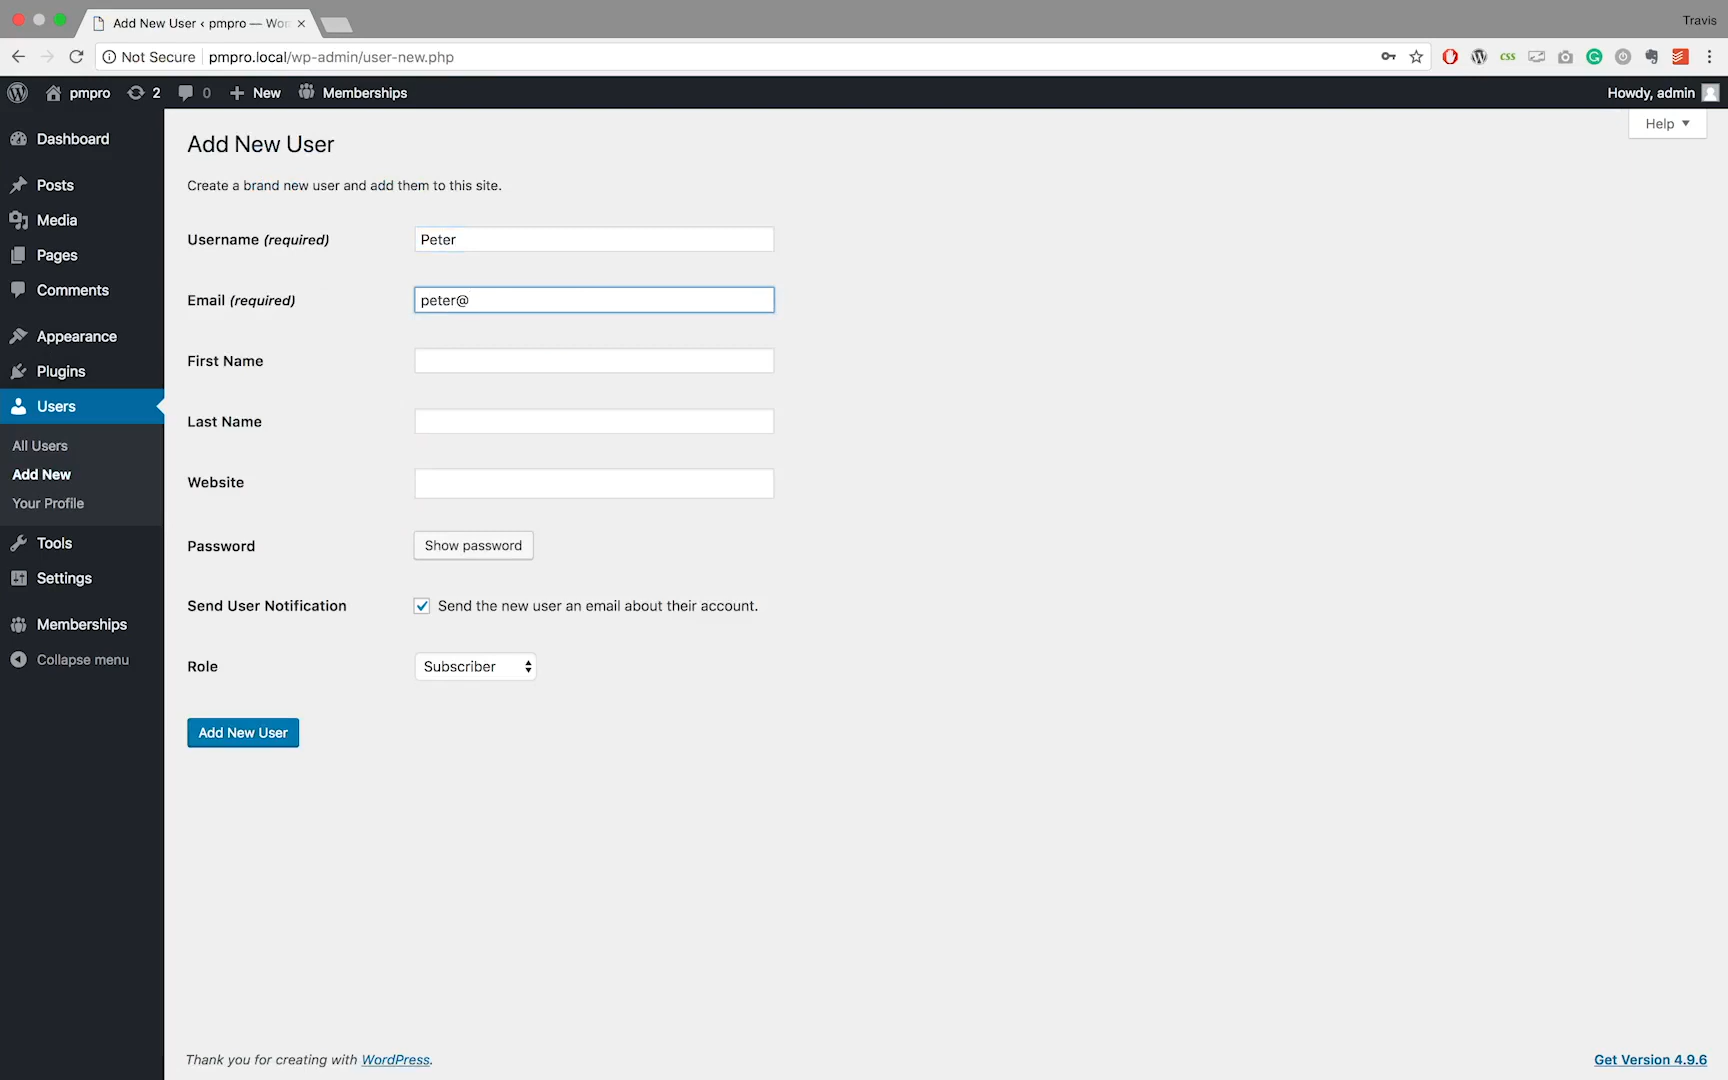 Add New User ‹ pmpro — Wor
Travis
Not Secure pmpro.local/wp-admin/user-new.php
css
pmpro 2 0 New Memberships Howdy, admin
Help
Dashboard
Posts
Media
Pages
Comments
Appearance
Plugins
Users
All Users
Add New
Your Profile
Tools
Settings
Memberships
Collapse menu
Add New User
Create a brand new user and add them to this site.
Username (required) Peter
Email (required) peter@
First Name
Last Name
Website
Password Show password
Send User Notification Send the new user an email about their account.
Role Subscriber
Add New User
Thank you for creating with WordPress.
Get Version 4.9.6